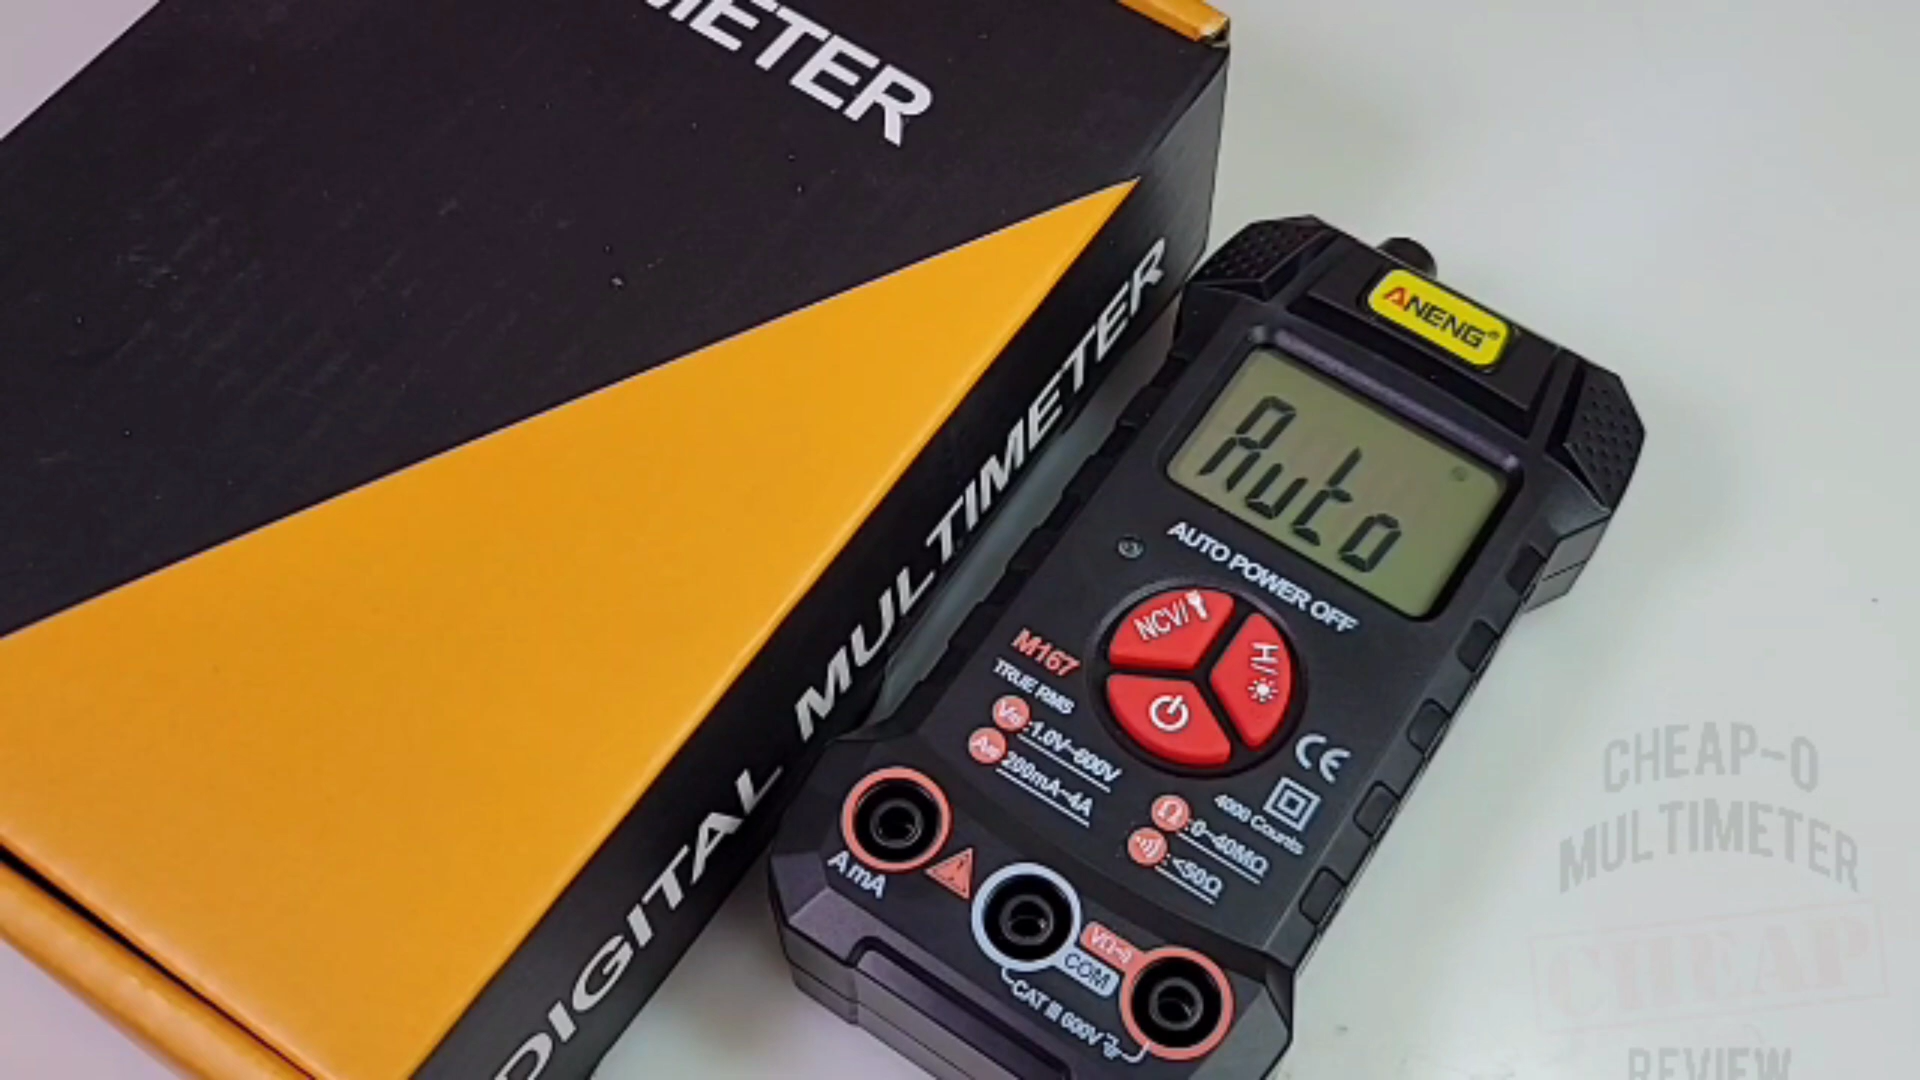 METER
DIGITAL MULTIMETER
ANENG®
Auto
AUTO POWER OFF
NCV/
H//
M167
TRUE RMS
:1.0V~600V
:200mA~4A
CE
4000 Counts
Ω:0~40MΩ
:<50Ω
A mA
COM
CAT III 600V
CHEAP-O
MULTIMETER
CHEAP
REVIEW